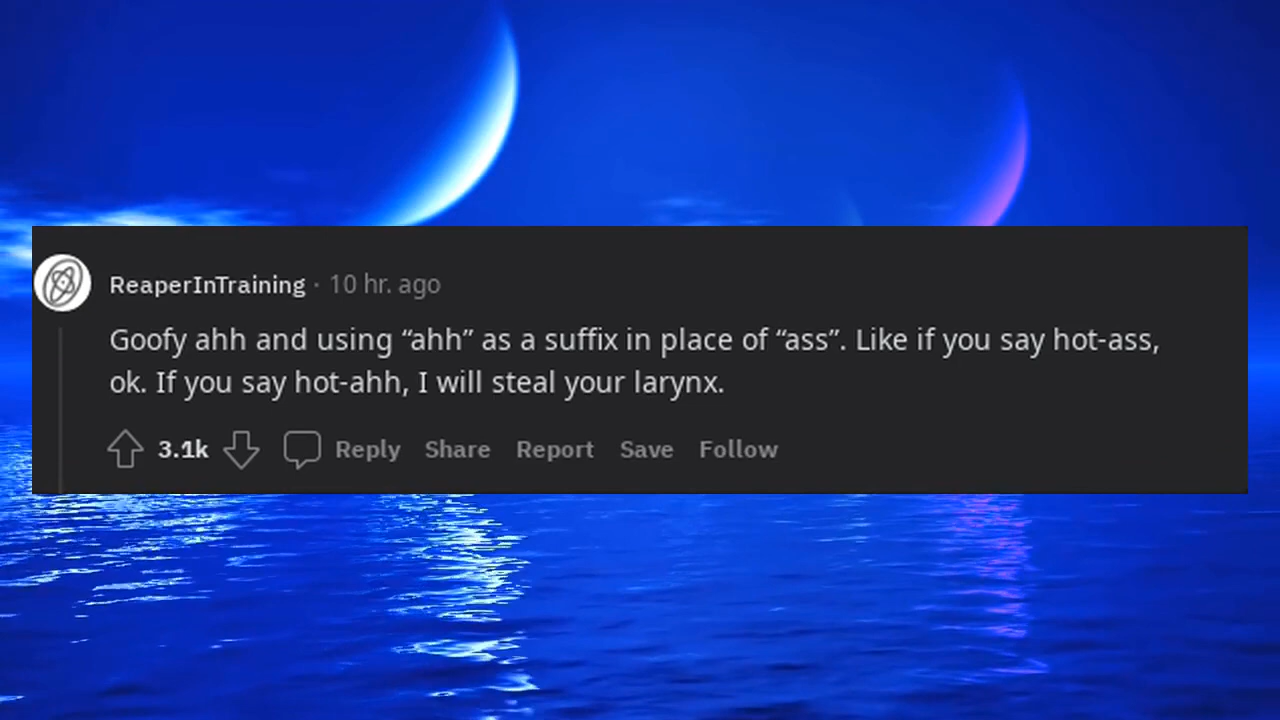 ReaperInTraining · 10 hr. ago
Goofy ahh and using “ahh” as a suffix in place of “ass”. Like if you say hot-ass,
ok. If you say hot-ahh, I will steal your larynx.
3.1k Reply Share Report Save Follow